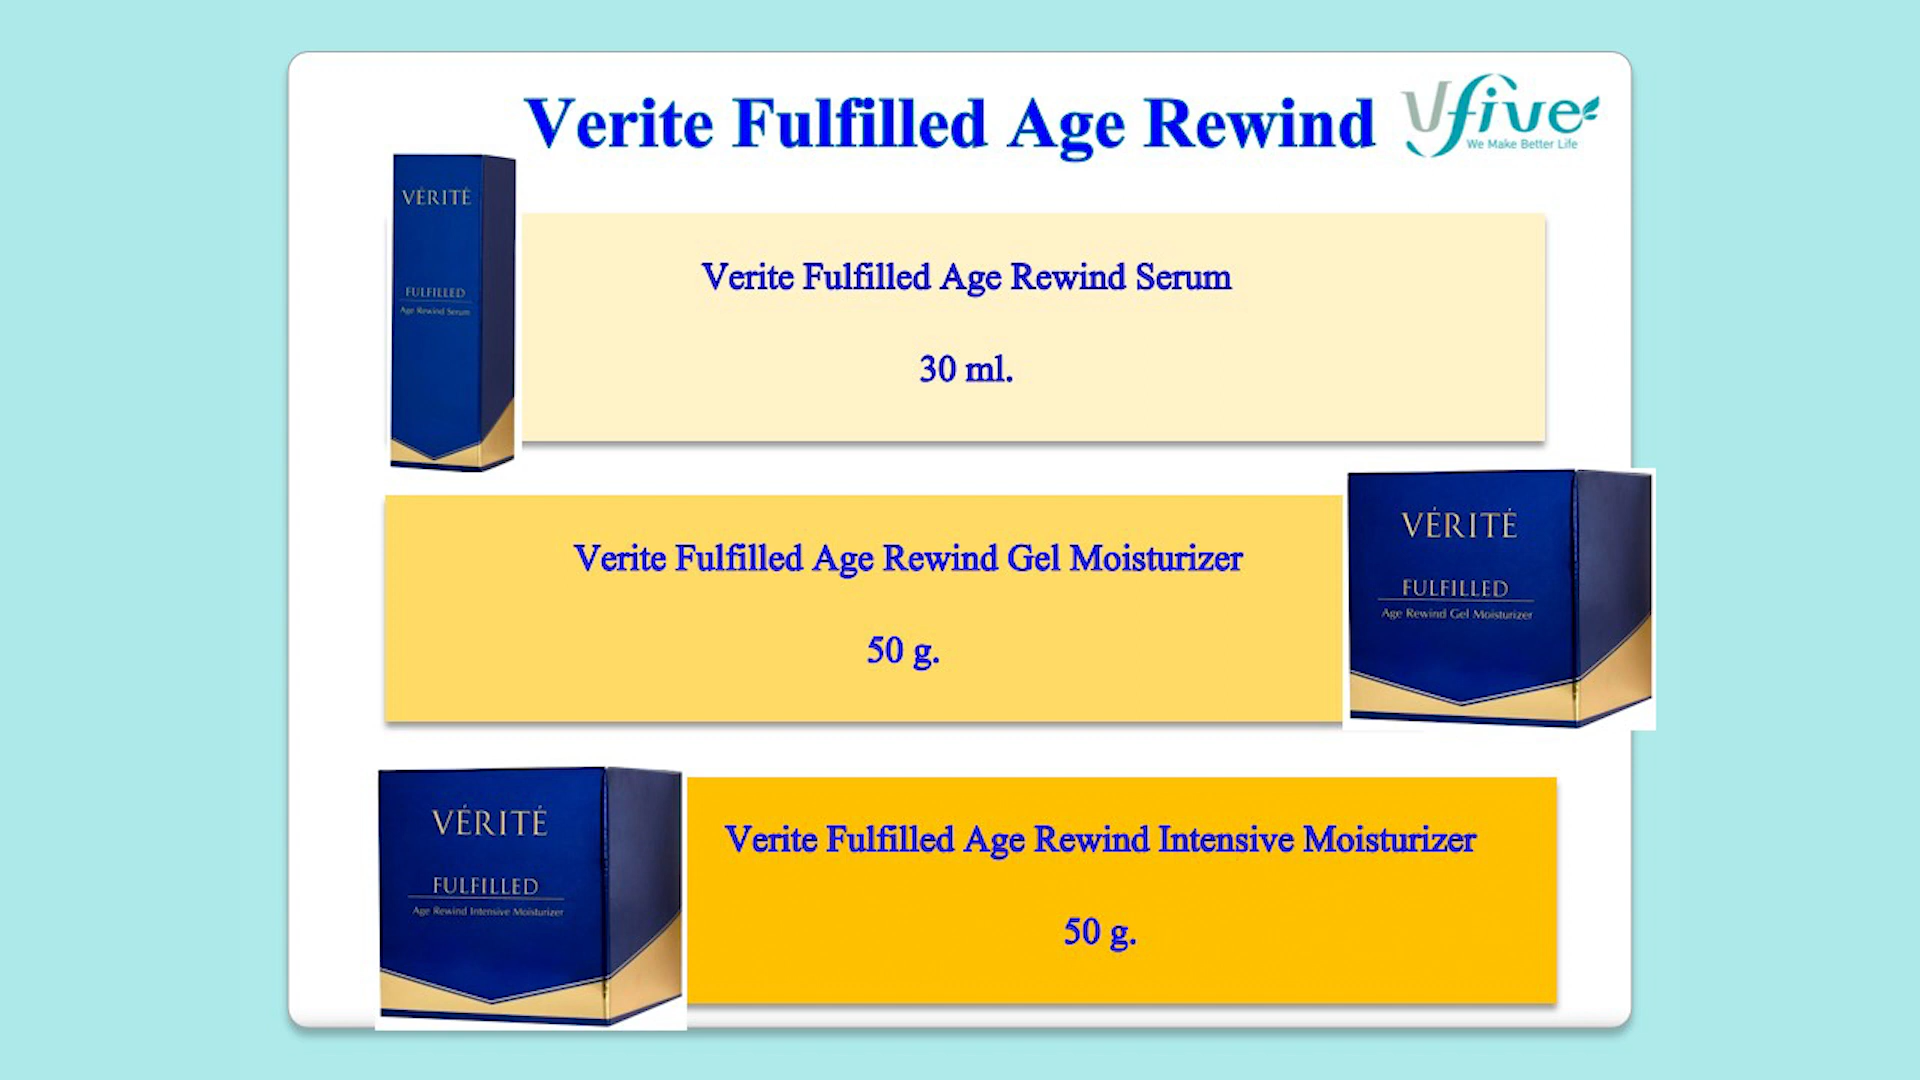 Verite Fulfilled Age Rewind
Vfive
We Make Better Life
VÉRITÉ
FULFILLED
Age Rewind Serum
Verite Fulfilled Age Rewind Serum
30 ml.
Verite Fulfilled Age Rewind Gel Moisturizer
50 g.
VÉRITÉ
FULFILLED
Age Rewind Gel Moisturizer
VÉRITÉ
FULFILLED
Age Rewind Intensive Moisturizer
Verite Fulfilled Age Rewind Intensive Moisturizer
50 g.